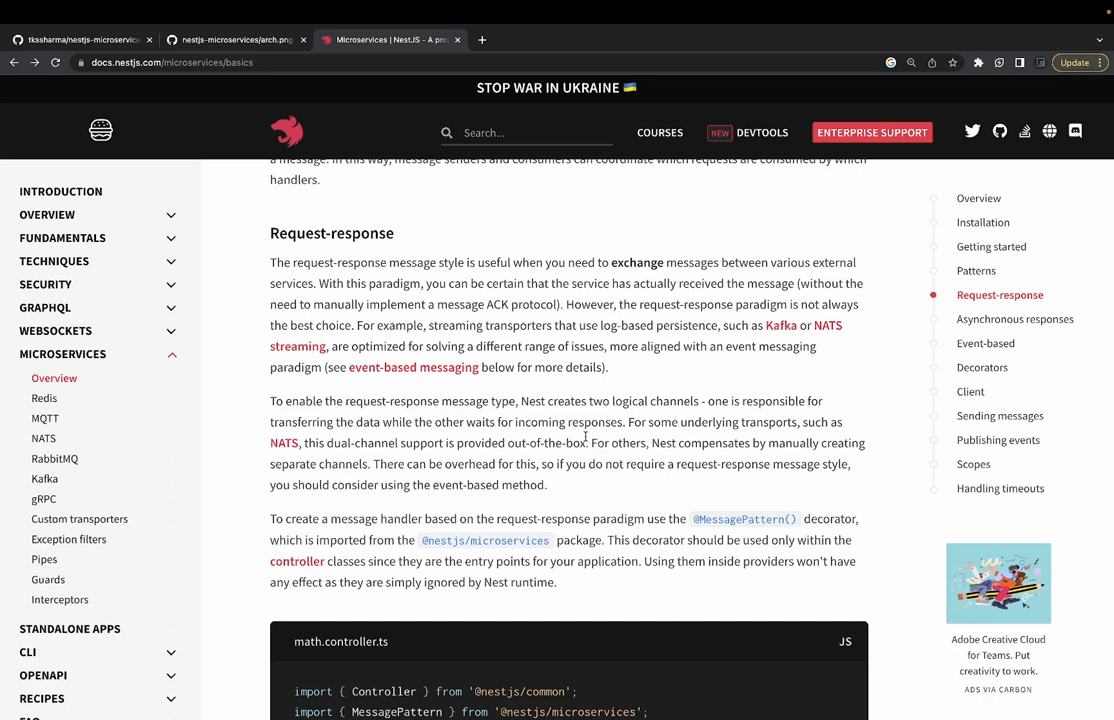 tkssharma/nestjs-microservic
nestjs-microservices/arch.png
Microservices | NestJS - A pro
docs.nestjs.com/microservices/basics
Update
STOP WAR IN UKRAINE 🇺🇦
Search...
COURSES
NEW DEVTOOLS
ENTERPRISE SUPPORT
INTRODUCTION
OVERVIEW
FUNDAMENTALS
TECHNIQUES
SECURITY
GRAPHQL
WEBSOCKETS
MICROSERVICES
Overview
Redis
MQTT
NATS
RabbitMQ
Kafka
gRPC
Custom transporters
Exception filters
Pipes
Guards
Interceptors
STANDALONE APPS
CLI
OPENAPI
RECIPES
a message. In this way, message senders and consumers can coordinate which requests are consumed by which
handlers.
Request-response
The request-response message style is useful when you need to exchange messages between various external
services. With this paradigm, you can be certain that the service has actually received the message (without the
need to manually implement a message ACK protocol). However, the request-response paradigm is not always
the best choice. For example, streaming transporters that use log-based persistence, such as Kafka or NATS
streaming, are optimized for solving a different range of issues, more aligned with an event messaging
paradigm (see event-based messaging below for more details).
To enable the request-response message type, Nest creates two logical channels - one is responsible for
transferring the data while the other waits for incoming responses. For some underlying transports, such as
NATS, this dual-channel support is provided out-of-the-box. For others, Nest compensates by manually creating
separate channels. There can be overhead for this, so if you do not require a request-response message style,
you should consider using the event-based method.
To create a message handler based on the request-response paradigm use the @MessagePattern() decorator,
which is imported from the @nestjs/microservices package. This decorator should be used only within the
controller classes since they are the entry points for your application. Using them inside providers won't have
any effect as they are simply ignored by Nest runtime.
math.controller.ts
JS
import { Controller } from '@nestjs/common';
import { MessagePattern } from '@nestjs/microservices';
Overview
Installation
Getting started
Patterns
Request-response
Asynchronous responses
Event-based
Decorators
Client
Sending messages
Publishing events
Scopes
Handling timeouts
Adobe Creative Cloud
for Teams. Put
creativity to work.
ADS VIA CARBON